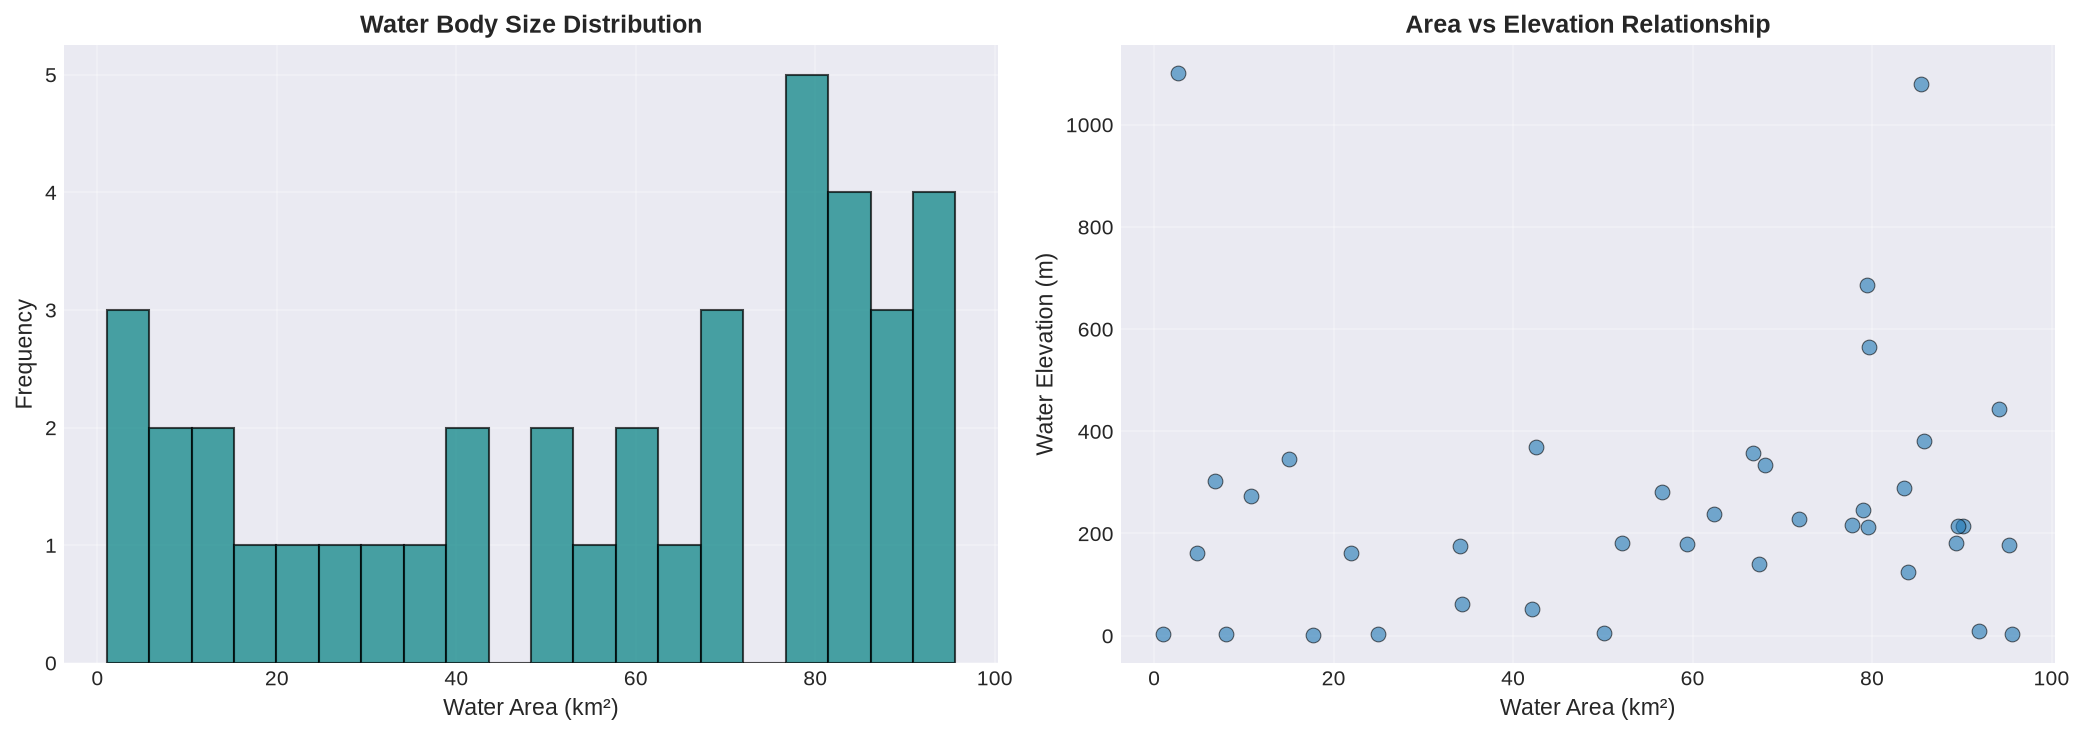 Water Body Size Distribution
5
4
3
2
1
0
Frequency
0 20 40 60 80 100
Water Area (km²)
Area vs Elevation Relationship
1000
800
600
400
200
0
Water Elevation (m)
0 20 40 60 80 100
Water Area (km²)